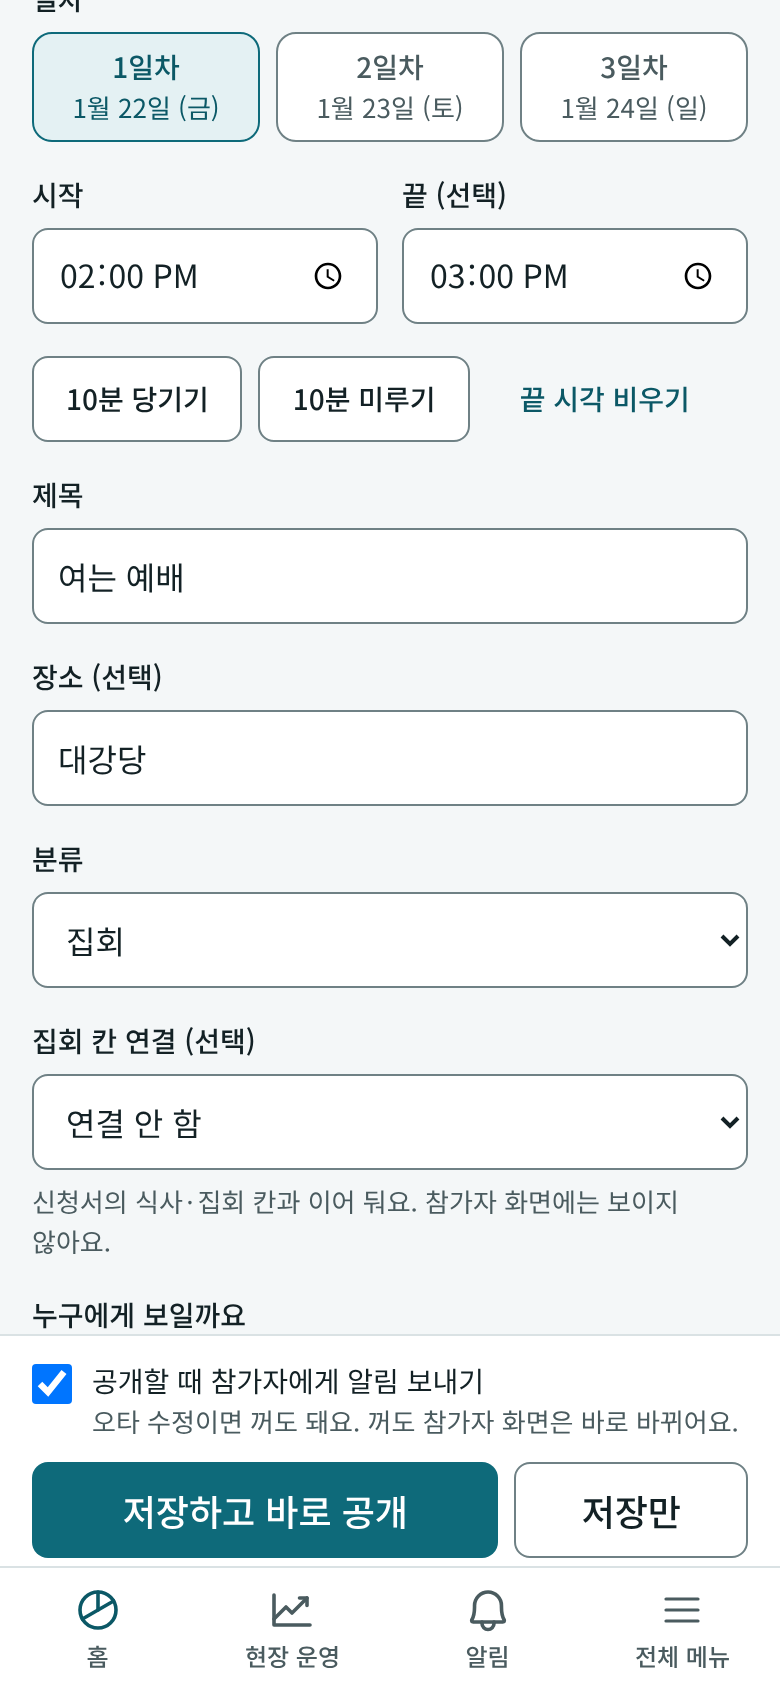 1일차
1월 22일 (금)
2일차
1월 23일 (토)
3일차
1월 24일 (일)
시작
끝 (선택)
02:00 PM
03:00 PM
10분 당기기
10분 미루기
끝 시각 비우기
제목
여는 예배
장소 (선택)
대강당
분류
집회
집회 칸 연결 (선택)
연결 안 함
신청서의 식사·집회 칸과 이어 둬요. 참가자 화면에는 보이지
않아요.
누구에게 보일까요
공개할 때 참가자에게 알림 보내기
오타 수정이면 꺼도 돼요. 꺼도 참가자 화면은 바로 바뀌어요.
저장하고 바로 공개
저장만
홈
현장 운영
알림
전체 메뉴